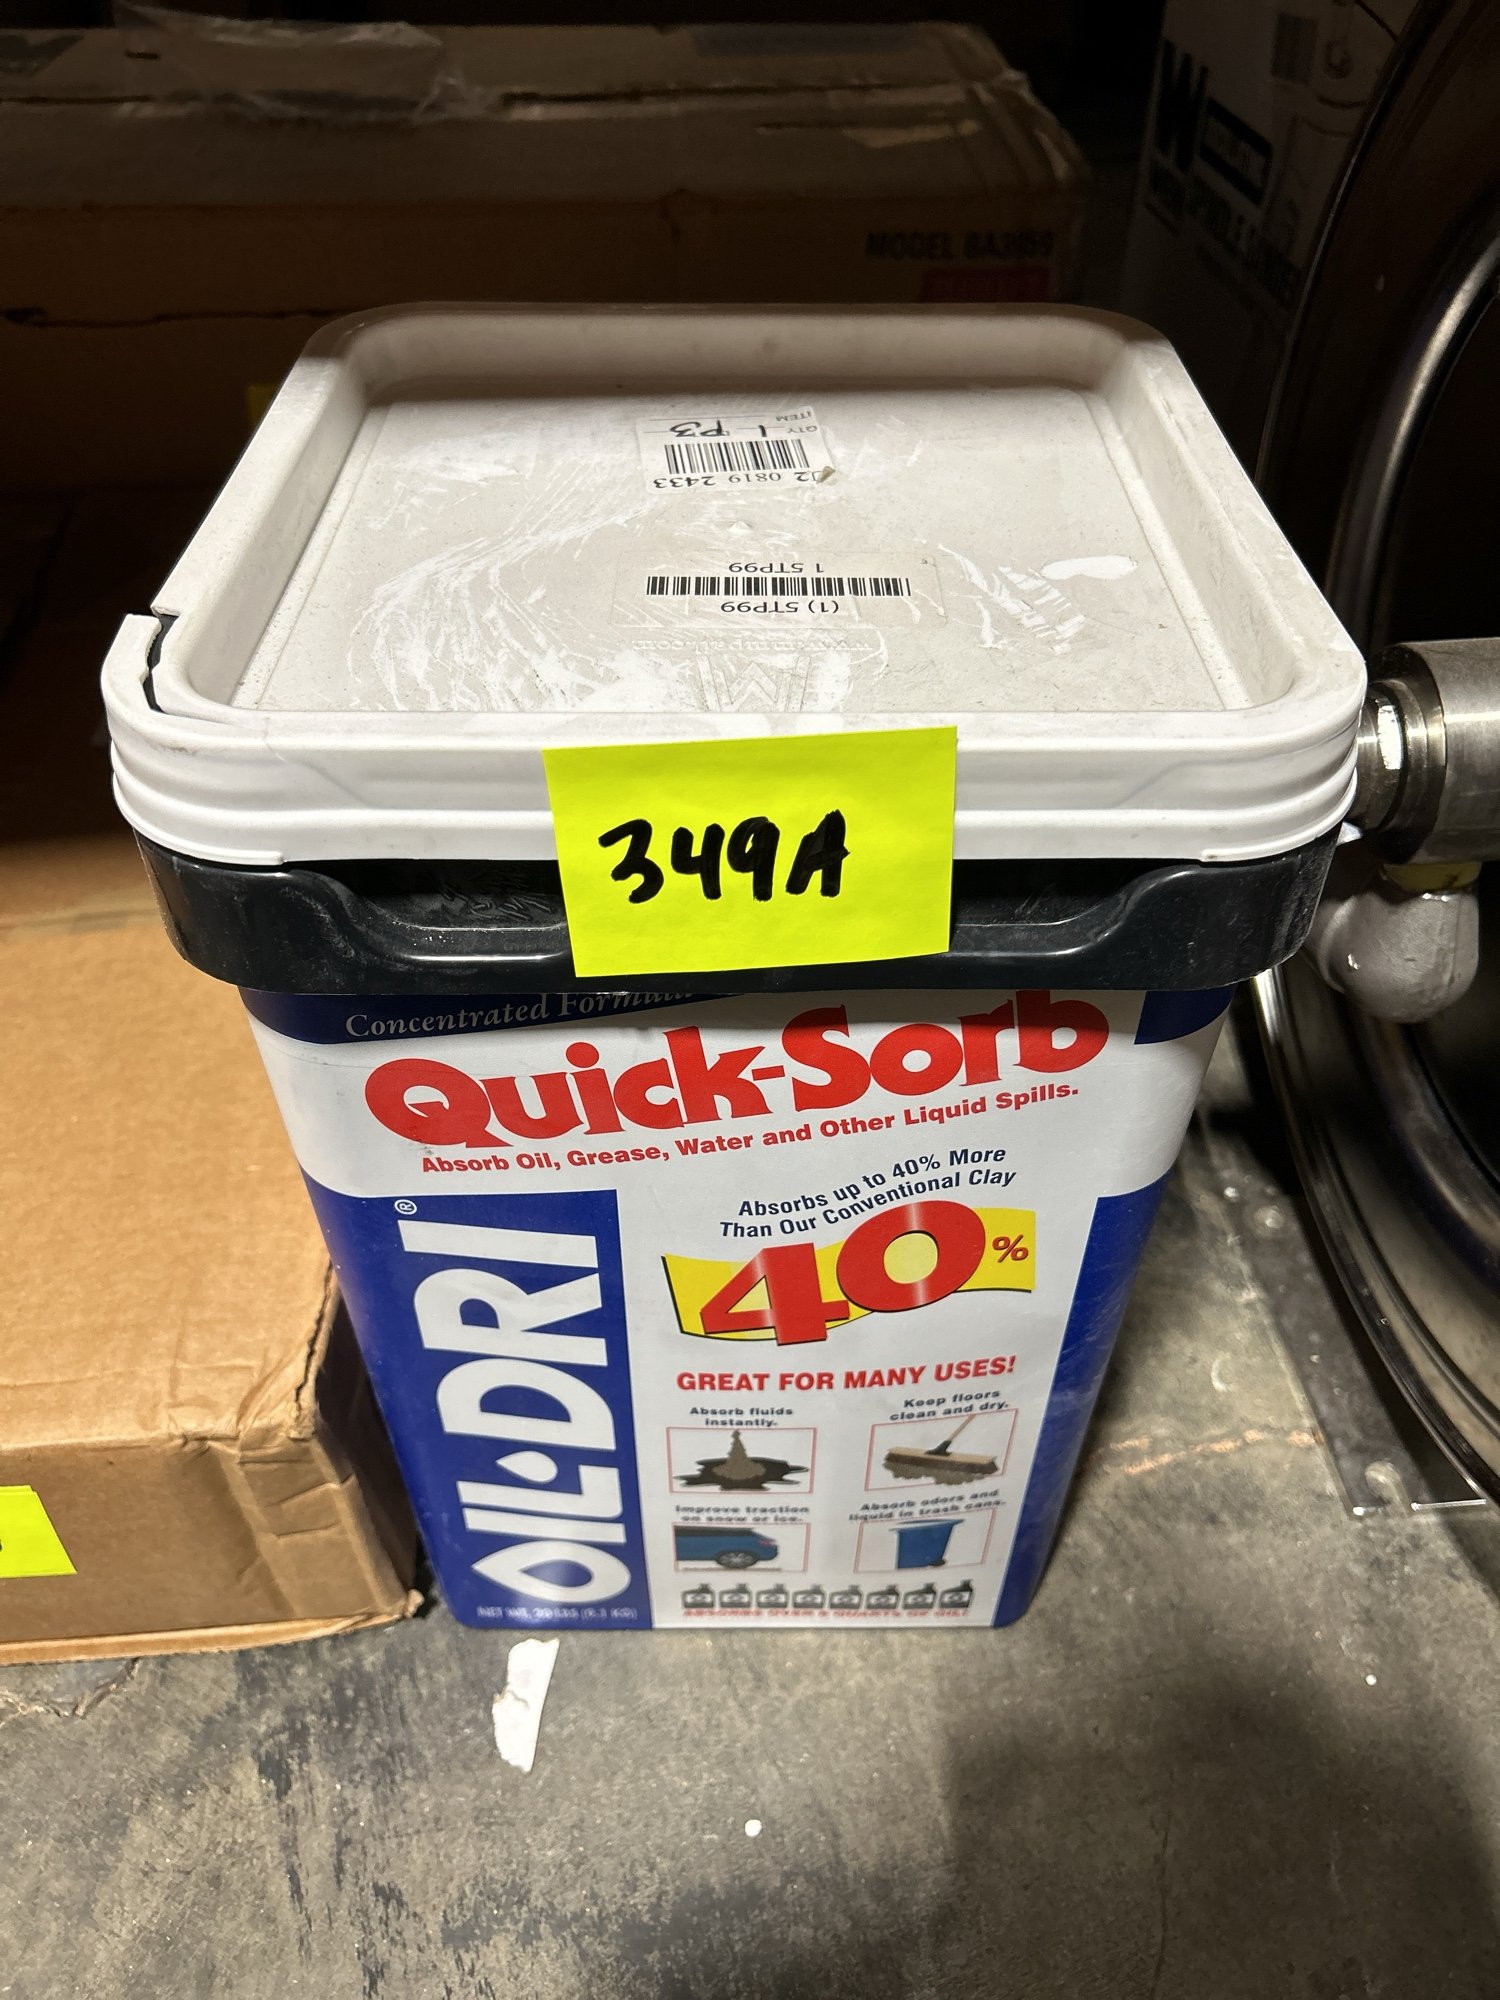 MODEL
ITEM
QTY 1 P3
0819 2433
1 5TP99
(1) 5TP99
349A
Concentrated Formula
Quick-Sorb
Absorb Oil, Grease, Water and Other Liquid Spills.
Absorbs up to 40% More
Than Our Conventional Clay
40%
OIL-DRI®
GREAT FOR MANY USES!
Absorb fluids
instantly.
Keep floors
clean and dry.
Improve traction
on snow or ice.
Absorb odors and
liquid in trash cans.
NET WT.